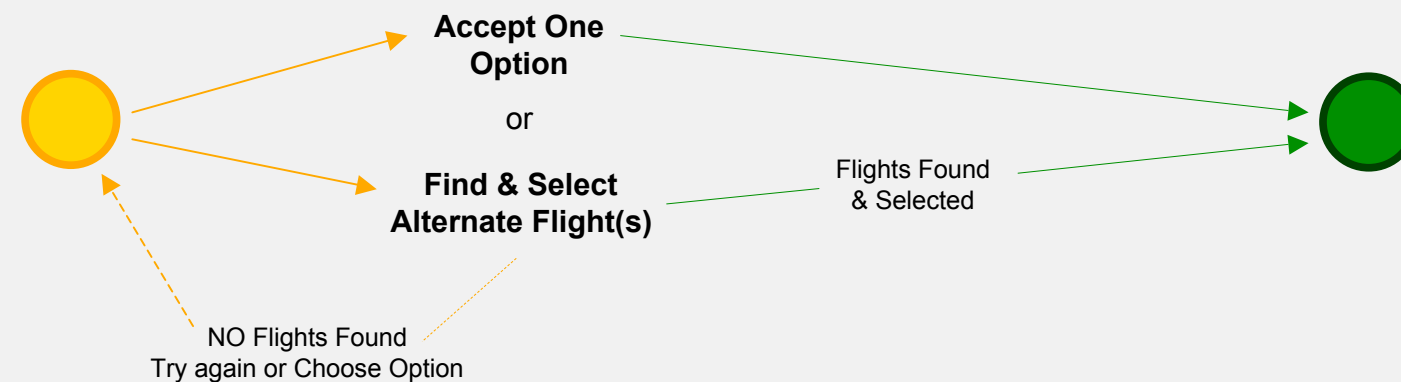 Accept One
Option
or
Find & Select
Alternate Flight(s)
Flights Found
& Selected
NO Flights Found
Try again or Choose Option